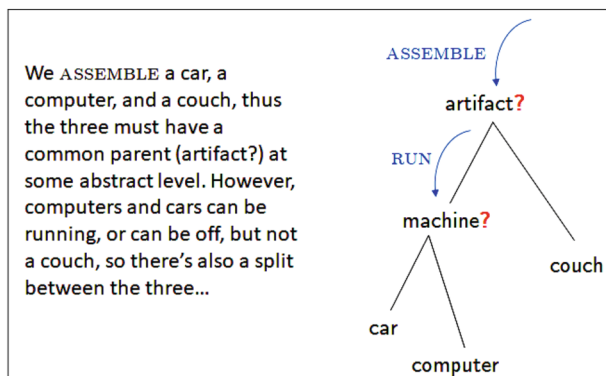 We ASSEMBLE a car, a
computer, and a couch, thus
the three must have a
common parent (artifact?) at
some abstract level. However,
computers and cars can be
running, or can be off, but not
a couch, so there's also a split
between the three...
ASSEMBLE
artifact?
RUN
machine?
couch
car
computer